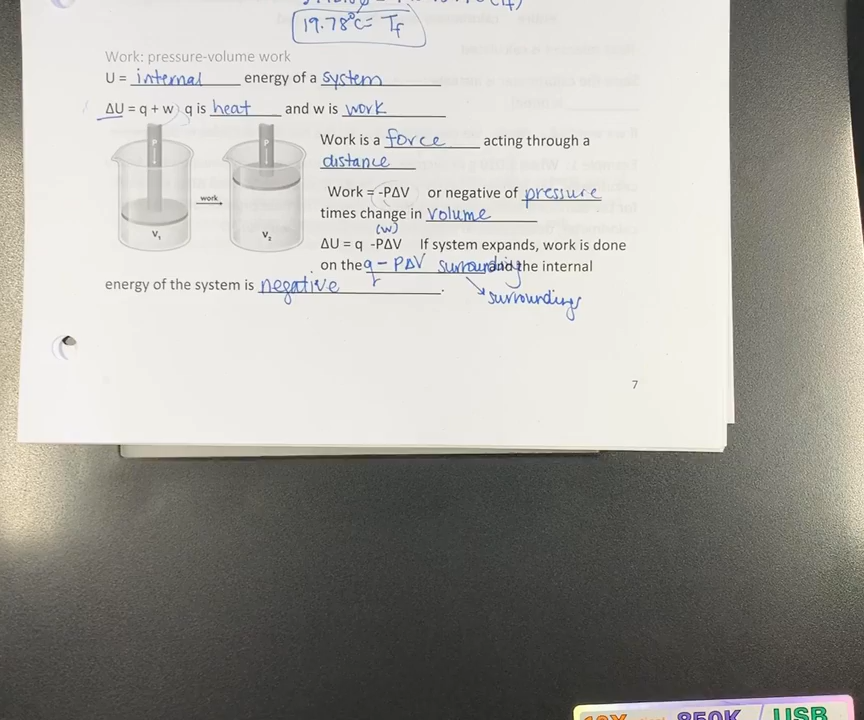 19.78°C = Tf
Work: pressure-volume work
U = internal energy of a system
ΔU = q + w q is heat and w is work
Work is a force acting through a
distance
P
P
work
V1
V2
Work = -PΔV or negative of pressure
times change in volume
(w)
ΔU = q -PΔV If system expands, work is done
on the q - PΔV surrounding and the internal
energy of the system is negative.
surroundings
7
850K / USB